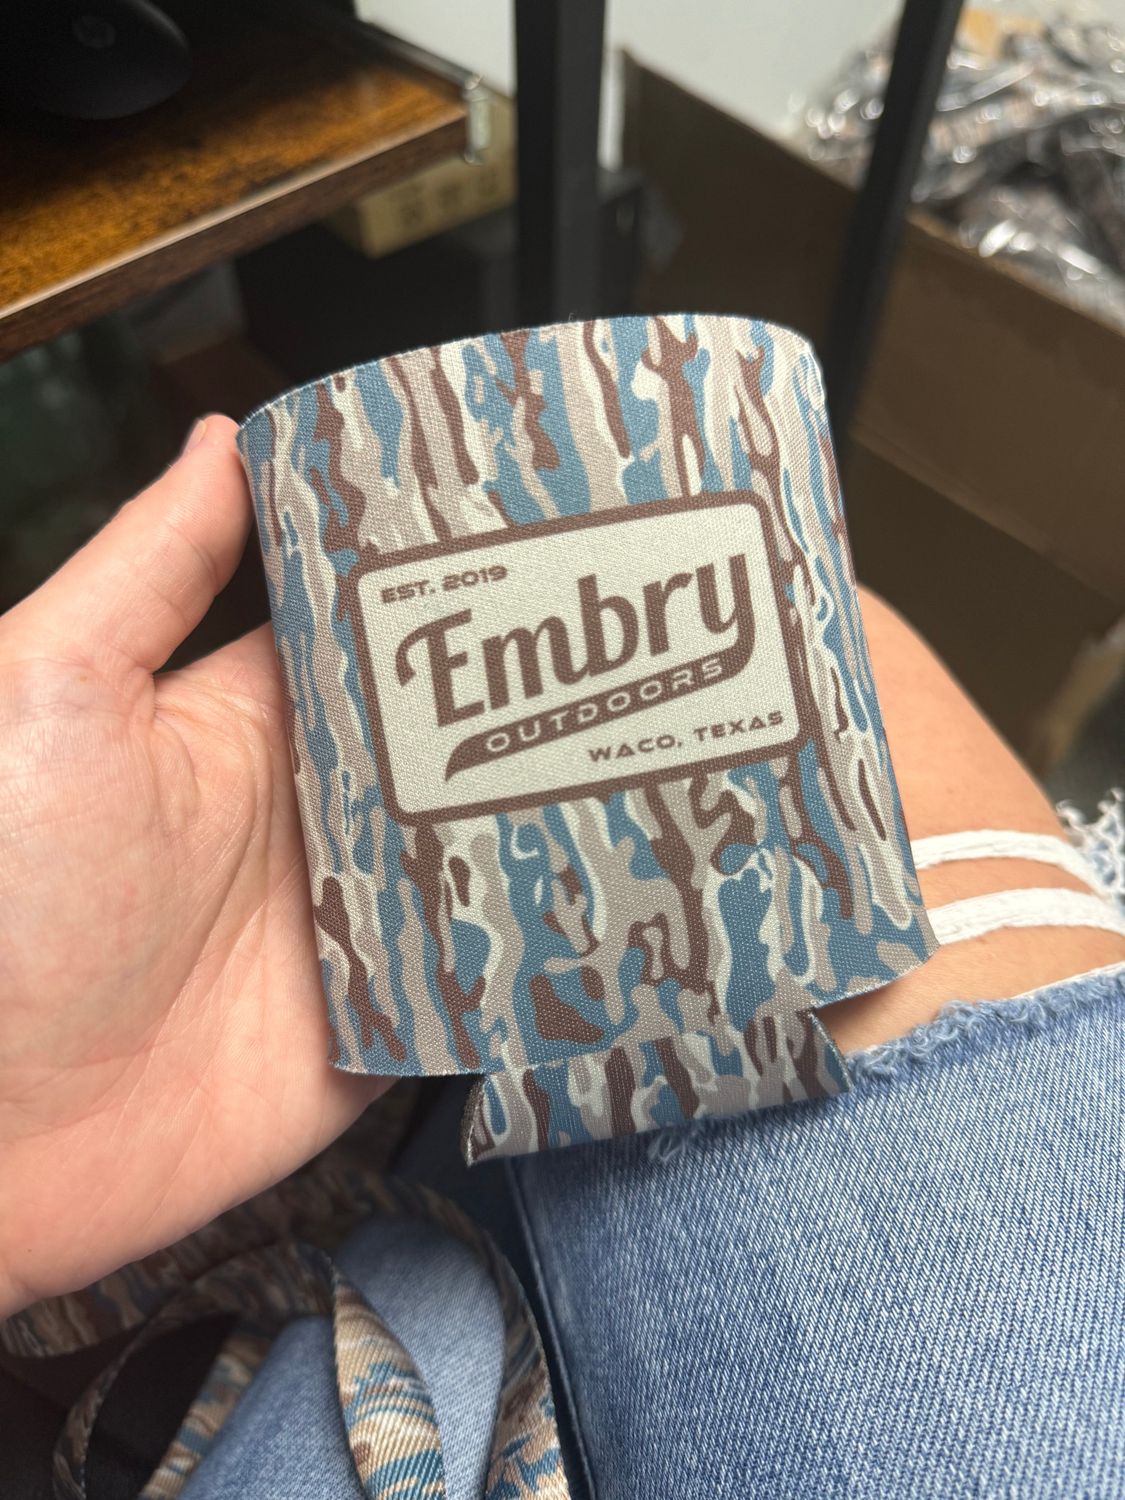 EST. 2019
Embry
OUTDOORS
WACO, TEXAS